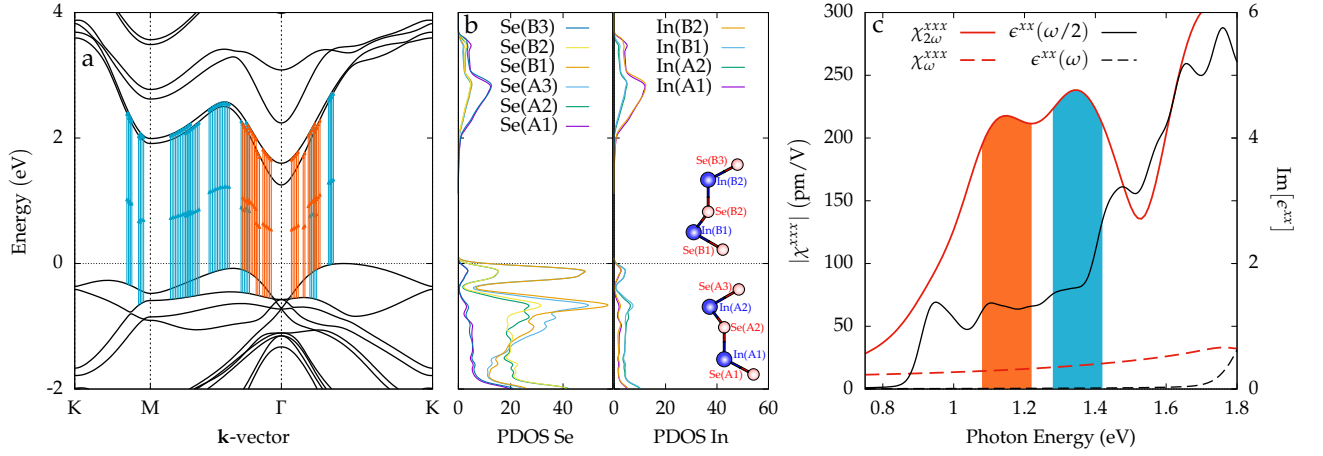 a
Energy (eV)
4
2
0
-2
K
M
Γ
K
k-vector
b
Se(B3)
Se(B2)
Se(B1)
Se(A3)
Se(A2)
Se(A1)
0
20
40
PDOS Se
In(B2)
In(B1)
In(A2)
In(A1)
Se(B3)
In(B2)
Se(B2)
In(B1)
Se(B1)
Se(A3)
In(A2)
Se(A2)
In(A1)
Se(A1)
0
20
40
60
PDOS In
c
χ₂ω^xxx
ϵ^xx(ω/2)
χω^xxx
ϵ^xx(ω)
|χ^xxx| (pm/V)
300
250
200
150
100
50
0
0.8
1
1.2
1.4
1.6
1.8
Photon Energy (eV)
6
4
2
0
Im[ϵ^xx]